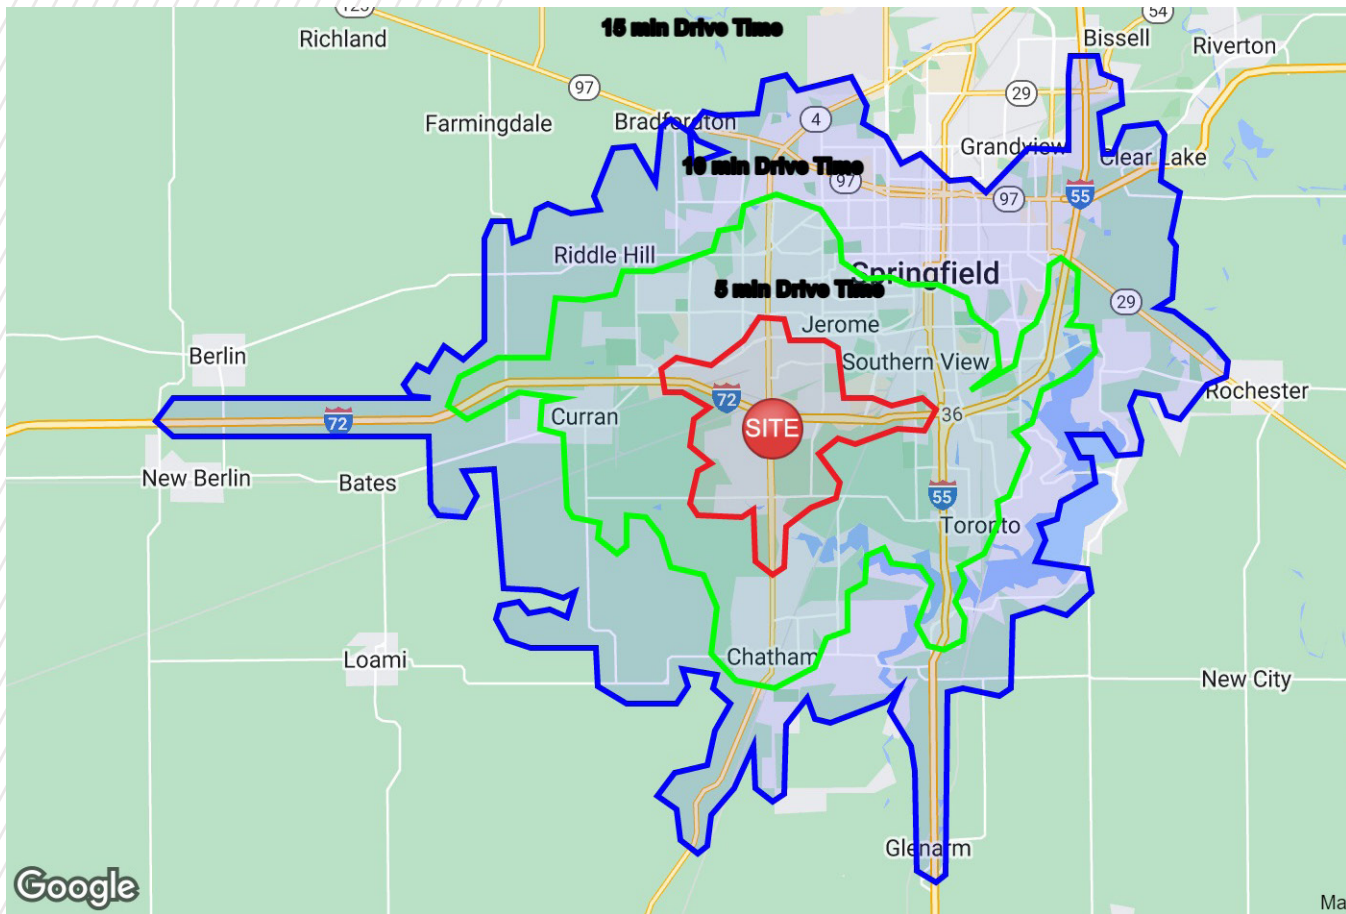 123
15 min Drive Time
54
Richland
Bissell
Riverton
97
29
Farmingdale
Bradfordton
4
Grandview
Clear Lake
10 min Drive Time
97
97
55
Riddle Hill
Springfield
5 min Drive Time
29
Jerome
Berlin
Southern View
Rochester
72
72
Curran
SITE
36
New Berlin
Bates
55
Toronto
Chatham
Loami
New City
Glenarm
Google
Ma